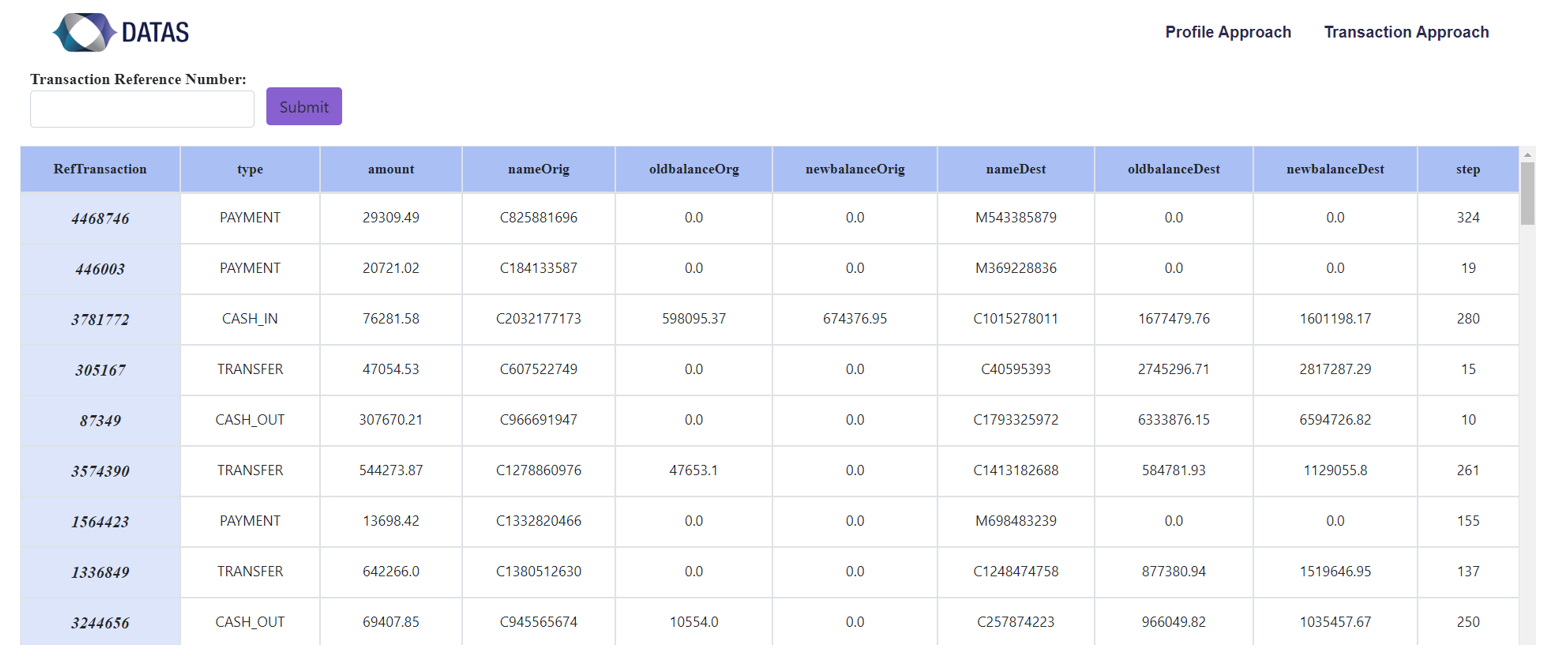 DATAS
Profile Approach Transaction Approach
Transaction Reference Number:
Submit
RefTransaction type amount nameOrig oldbalanceOrg newbalanceOrig nameDest oldbalanceDest newbalanceDest step
4468746 PAYMENT 29309.49 C825881696 0.0 0.0 M543385879 0.0 0.0 324
446003 PAYMENT 20721.02 C184133587 0.0 0.0 M369228836 0.0 0.0 19
3781772 CASH_IN 76281.58 C2032177173 598095.37 674376.95 C1015278011 1677479.76 1601198.17 280
305167 TRANSFER 47054.53 C607522749 0.0 0.0 C40595393 2745296.71 2817287.29 15
87349 CASH_OUT 307670.21 C966691947 0.0 0.0 C1793325972 6333876.15 6594726.82 10
3574390 TRANSFER 544273.87 C1278860976 47653.1 0.0 C1413182688 584781.93 1129055.8 261
1564423 PAYMENT 13698.42 C1332820466 0.0 0.0 M698483239 0.0 0.0 155
1336849 TRANSFER 642266.0 C1380512630 0.0 0.0 C1248474758 877380.94 1519646.95 137
3244656 CASH_OUT 69407.85 C945565674 10554.0 0.0 C257874223 966049.82 1035457.67 250